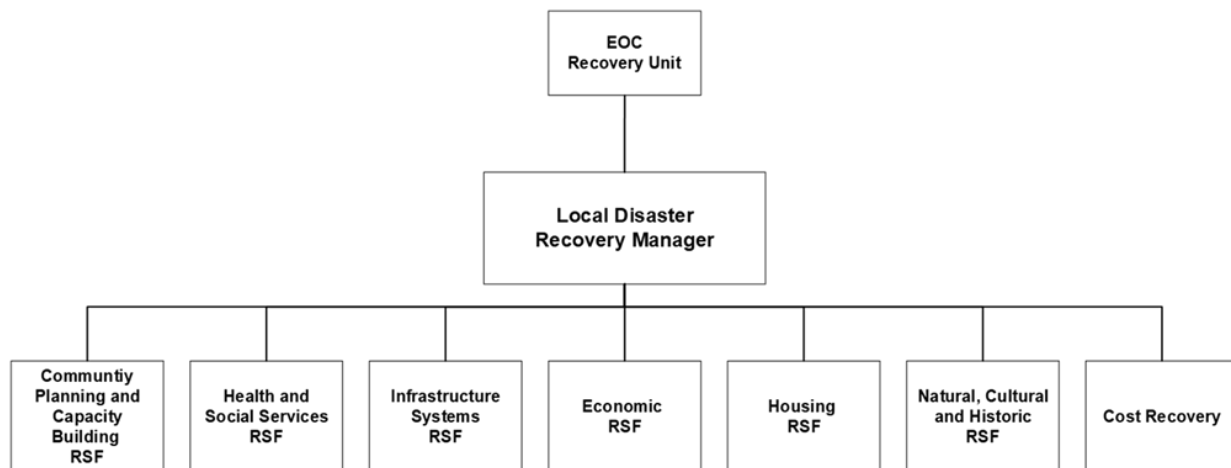 EOC
Recovery Unit
Local Disaster
Recovery Manager
Communtiy
Planning and
Capacity
Building
RSF
Health and
Social Services
RSF
Infrastructure
Systems
RSF
Economic
RSF
Housing
RSF
Natural, Cultural
and Historic
RSF
Cost Recovery